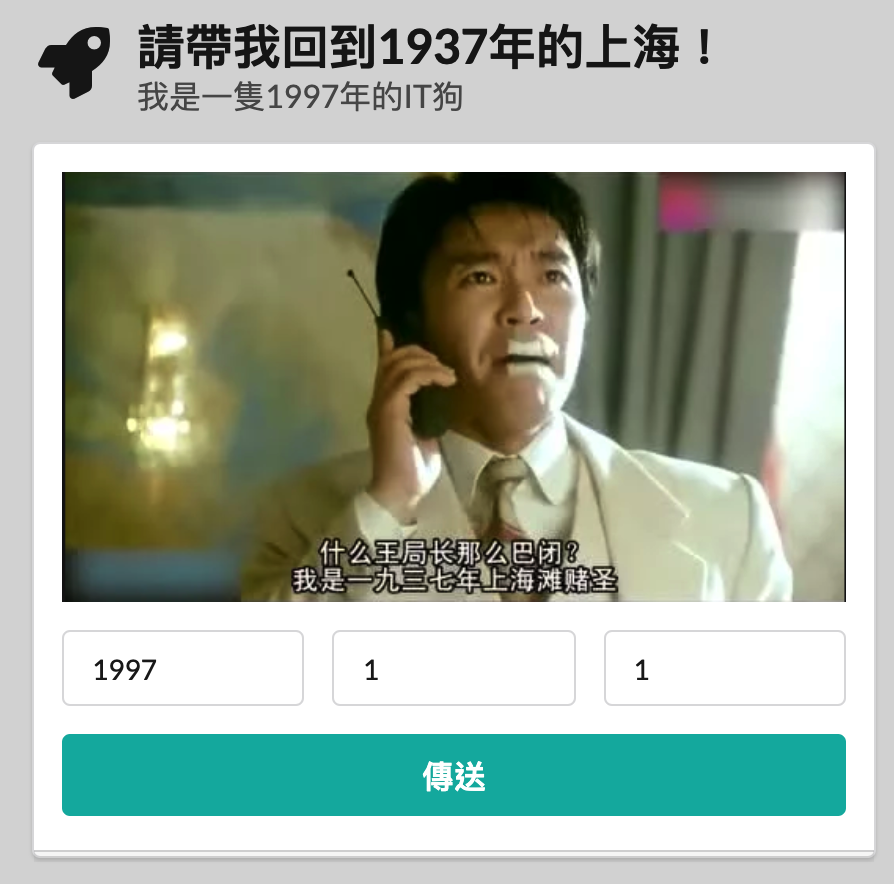 請帶我回到1937年的上海！
我是一隻1997年的IT狗
什么王局长那么巴闭?
我是一九三七年上海滩赌圣
1997
1
1
傳送